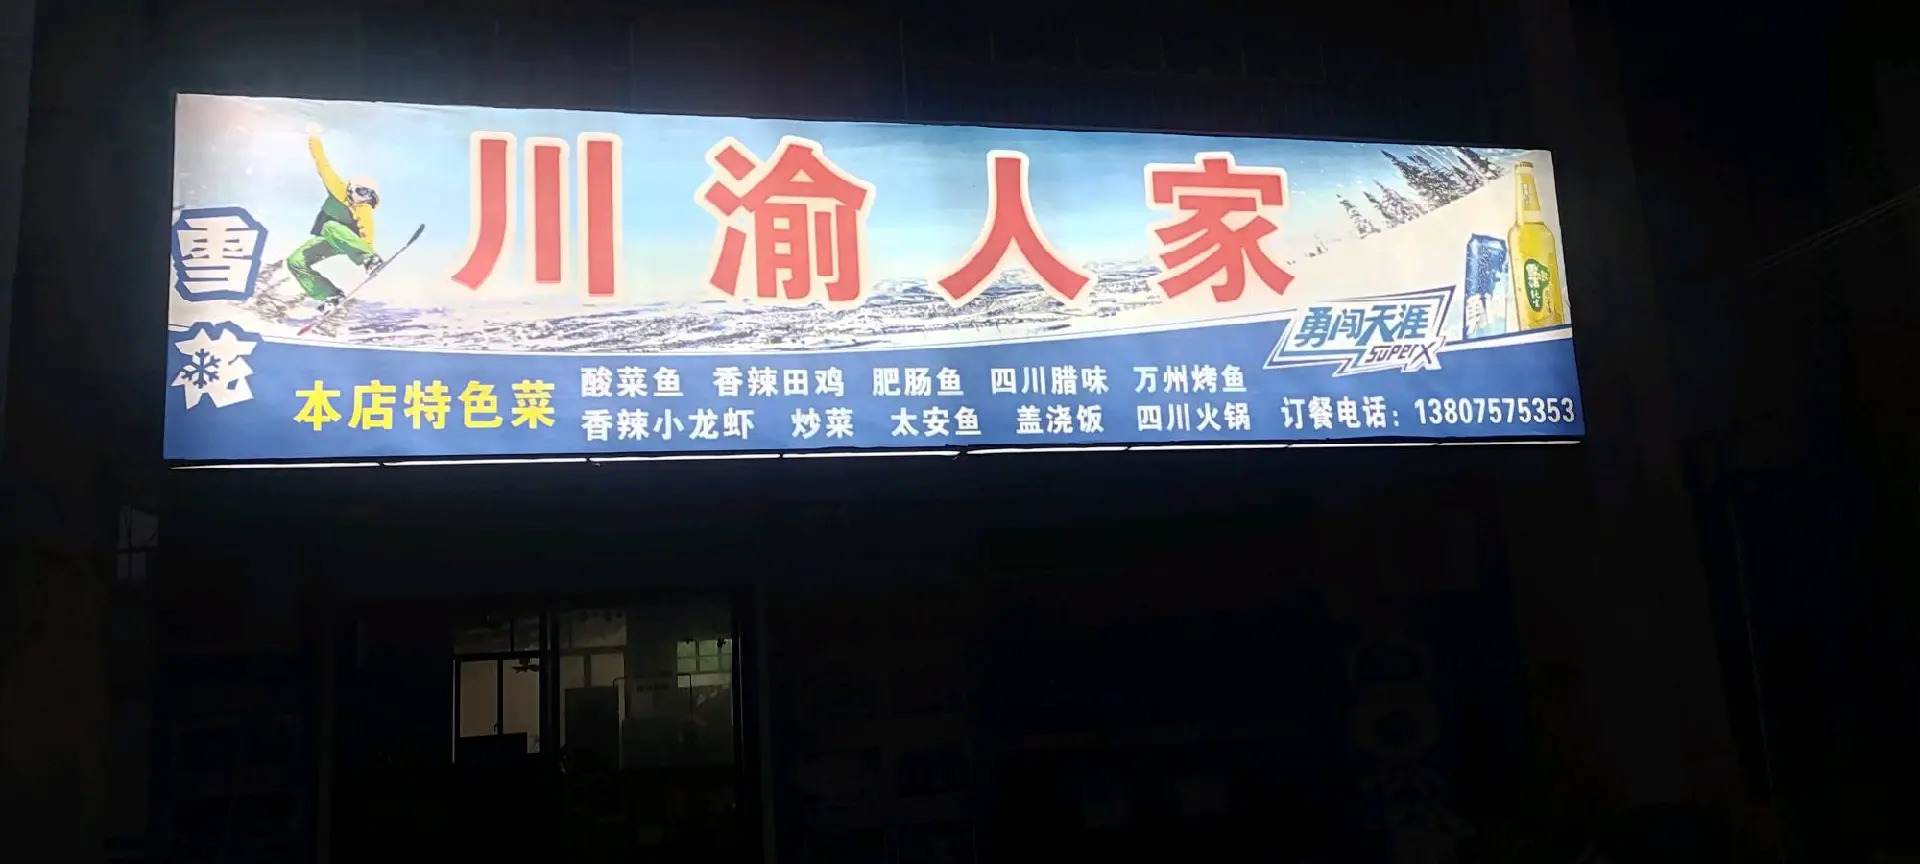 川渝人家
雪花
勇闯天涯
SUPERX
本店特色菜
酸菜鱼 香辣田鸡 肥肠鱼 四川腊味 万州烤鱼
香辣小龙虾 炒菜 太安鱼 盖浇饭 四川火锅 订餐电话：13807575353